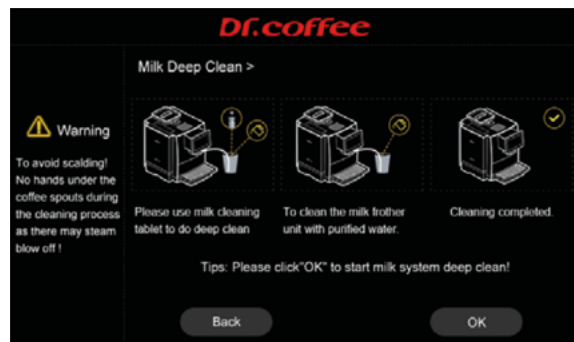 Dr.coffee
Milk Deep Clean >
Warning
To avoid scalding!
No hands under the
coffee spouts during
the cleaning process
as there may steam
blow off !
Please use milk cleaning
tablet to do deep clean
To clean the milk frother
unit with purified water.
Cleaning completed.
Tips: Please click"OK" to start milk system deep clean!
Back
OK